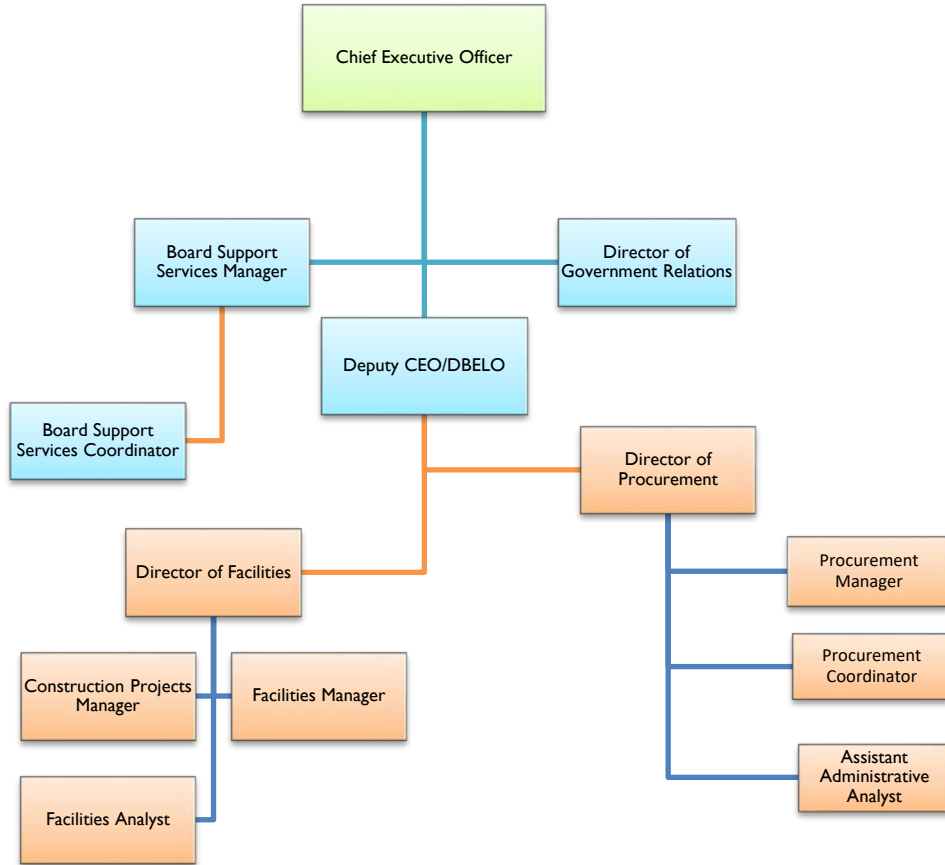 Chief Executive Officer
Board Support
Services Manager
Director of
Government Relations
Deputy CEO/DBELO
Board Support
Services Coordinator
Director of
Procurement
Director of Facilities
Procurement
Manager
Construction Projects
Manager
Facilities Manager
Procurement
Coordinator
Facilities Analyst
Assistant
Administrative
Analyst